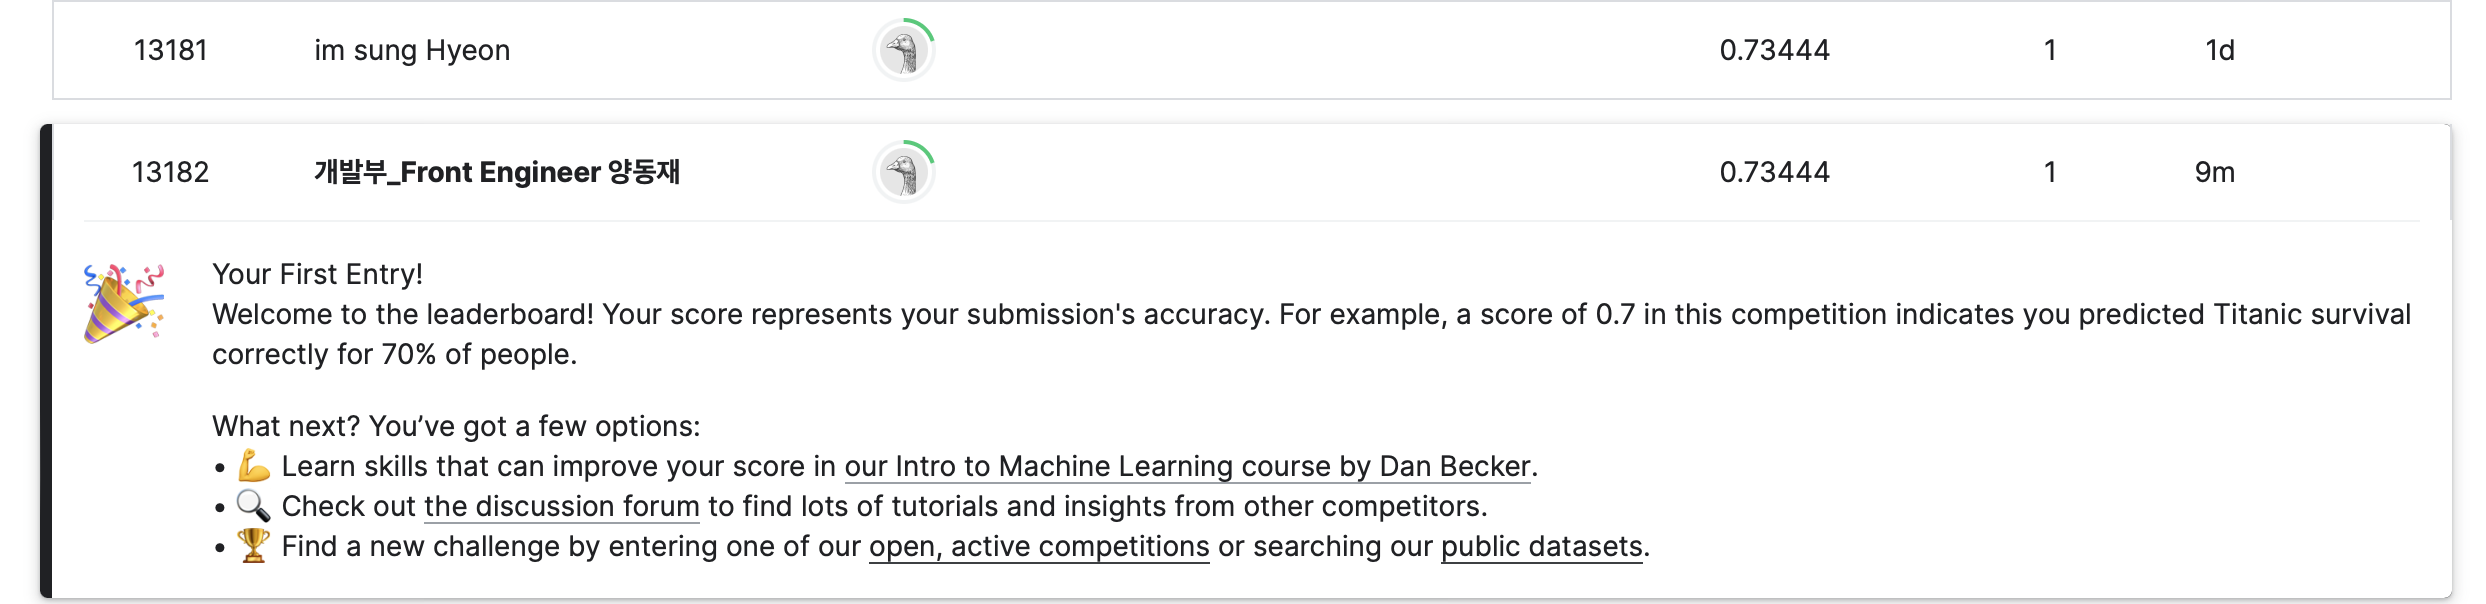 13181 im sung Hyeon 0.73444 1 1d
13182 개발부_Front Engineer 양동재 0.73444 1 9m
Your First Entry!
Welcome to the leaderboard! Your score represents your submission's accuracy. For example, a score of 0.7 in this competition indicates you predicted Titanic survival
correctly for 70% of people.
What next? You’ve got a few options:
• 💪 Learn skills that can improve your score in our Intro to Machine Learning course by Dan Becker.
• 🔍 Check out the discussion forum to find lots of tutorials and insights from other competitors.
• 🏆 Find a new challenge by entering one of our open, active competitions or searching our public datasets.